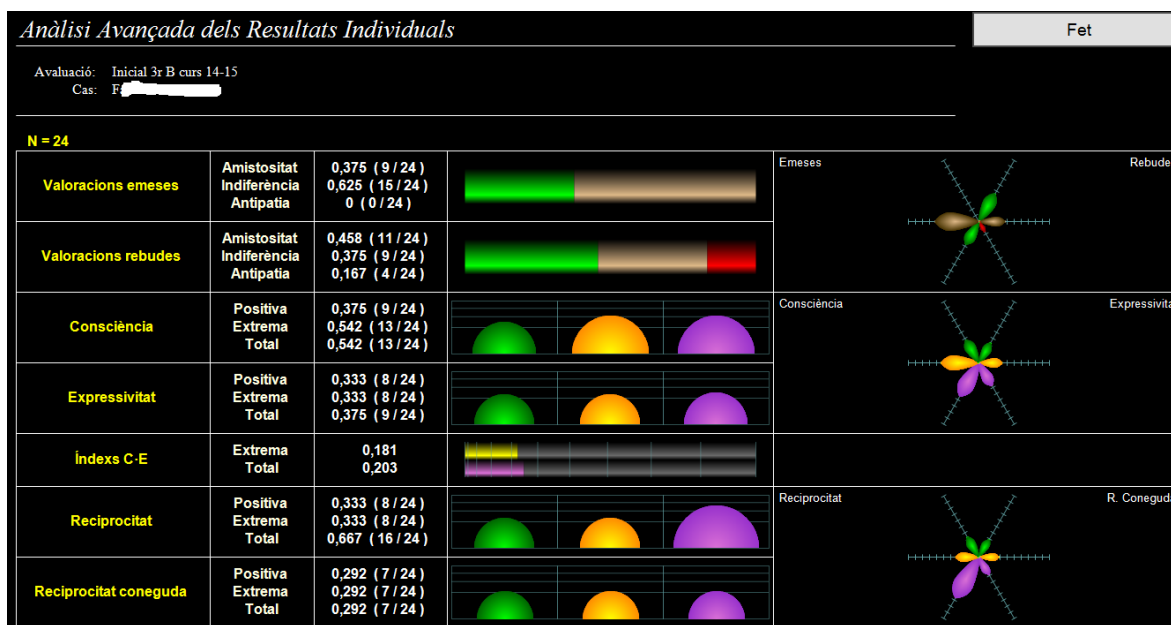 Anàlisi Avançada dels Resultats Individuals
Fet
Avaluació: Inicial 3r B curs 14-15
Cas: F
N = 24
Valoracions emeses
Amistositat 0,375 ( 9 / 24 )
Indiferència 0,625 ( 15 / 24 )
Antipatia 0 ( 0 / 24 )
Emeses Rebude
Valoracions rebudes
Amistositat 0,458 ( 11 / 24 )
Indiferència 0,375 ( 9 / 24 )
Antipatia 0,167 ( 4 / 24 )
Consciència
Positiva 0,375 ( 9 / 24 )
Extrema 0,542 ( 13 / 24 )
Total 0,542 ( 13 / 24 )
Consciència Expressivita
Expressivitat
Positiva 0,333 ( 8 / 24 )
Extrema 0,333 ( 8 / 24 )
Total 0,375 ( 9 / 24 )
Índexs C·E
Extrema 0,181
Total 0,203
Reciprocitat
Positiva 0,333 ( 8 / 24 )
Extrema 0,333 ( 8 / 24 )
Total 0,667 ( 16 / 24 )
Reciprocitat R. Coneguda
Reciprocitat coneguda
Positiva 0,292 ( 7 / 24 )
Extrema 0,292 ( 7 / 24 )
Total 0,292 ( 7 / 24 )